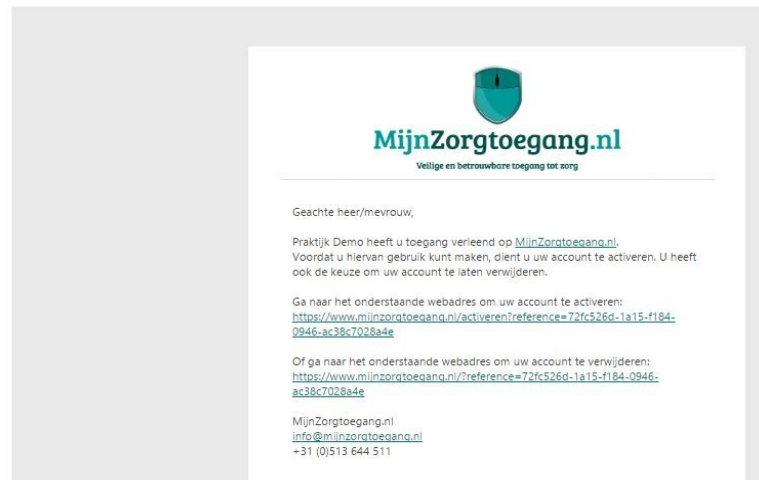 MijnZorgtoegang.nl
Veilige en betrouwbare toegang tot zorg
Geachte heer/mevrouw,
Praktijk Demo heeft u toegang verleend op MijnZorgtoegang.nl.
Voordat u hiervan gebruik kunt maken, dient u uw account te activeren. U heeft
ook de keuze om uw account te laten verwijderen.
Ga naar het onderstaande webadres om uw account te activeren:
https://www.mijnzorgtoegang.nl/activeren?reference=72fc526d-1a15-f184-
0946-ac38c7028a4e
Of ga naar het onderstaande webadres om uw account te verwijderen:
https://www.mijnzorgtoegang.nl/?reference=72fc526d-1a15-f184-0946-
ac38c7028a4e
MijnZorgtoegang.nl
info@mijnzorgtoegang.nl
+31 (0)513 644 511